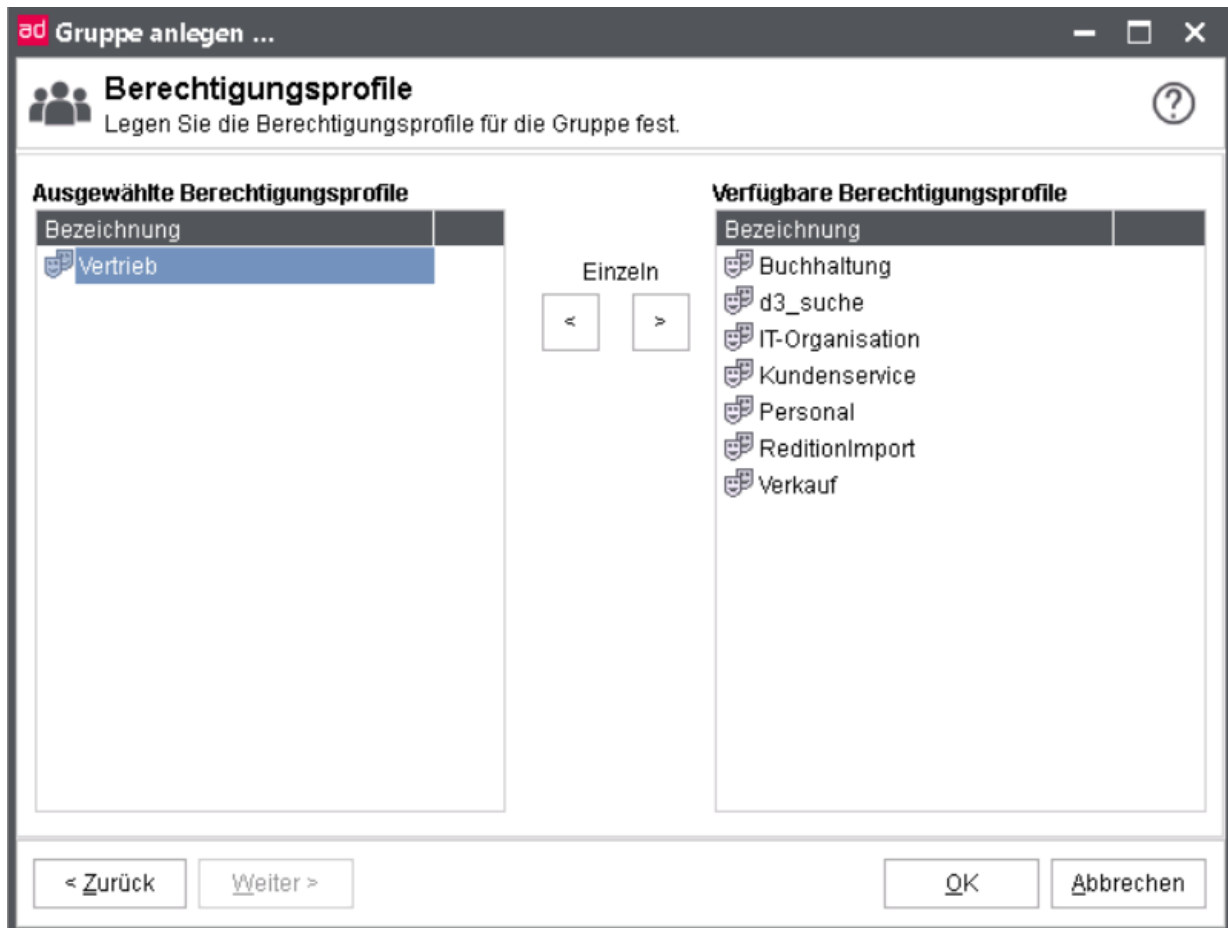 ad Gruppe anlegen ...
Berechtigungsprofile
Legen Sie die Berechtigungsprofile für die Gruppe fest.
?
Ausgewählte Berechtigungsprofile
Bezeichnung
Vertrieb
Einzeln
< >
Verfügbare Berechtigungsprofile
Bezeichnung
Buchhaltung
d3_suche
IT-Organisation
Kundenservice
Personal
ReditionImport
Verkauf
< Zurück
Weiter >
OK
Abbrechen